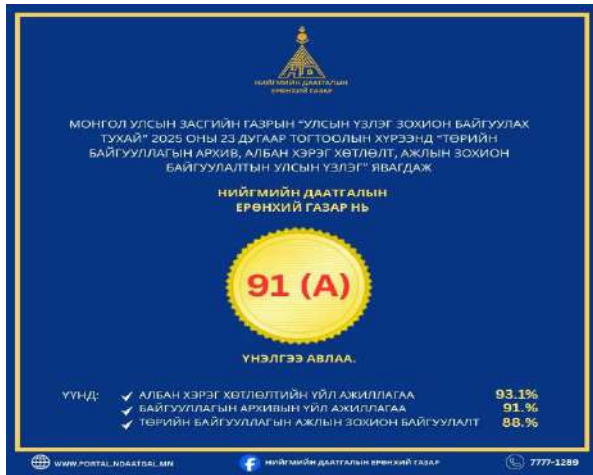 НИЙГМИЙН ДААТГАЛЫН
ЕРӨНХИЙ ГАЗАР
МОНГОЛ УЛСЫН ЗАСГИЙН ГАЗРЫН "УЛСЫН ҮЗЛЭГ ЗОХИОН БАЙГУУЛАХ
ТУХАЙ" 2025 ОНЫ 23 ДУГААР ТОГТООЛЫН ХҮРЭЭНД "ТӨРИЙН
БАЙГУУЛЛАГЫН АРХИВ, АЛБАН ХЭРЭГ ХӨТЛӨЛТ, АЖЛЫН ЗОХИОН
БАЙГУУЛАЛТЫН УЛСЫН ҮЗЛЭГ" ЯВАГДАЖ
НИЙГМИЙН ДААТГАЛЫН
ЕРӨНХИЙ ГАЗАР НЬ
91 (А)
ҮНЭЛГЭЭ АВЛАА.
ҮҮНД: ✓ АЛБАН ХЭРЭГ ХӨТЛӨЛТИЙН ҮЙЛ АЖИЛЛАГАА 93.1%
✓ БАЙГУУЛЛАГЫН АРХИВЫН ҮЙЛ АЖИЛЛАГАА 91.%
✓ ТӨРИЙН БАЙГУУЛЛАГЫН АЖЛЫН ЗОХИОН БАЙГУУЛАЛТ 88.%
WWW.PORTAL.NDAATGAL.MN НИЙГМИЙН ДААТГАЛЫН ЕРӨНХИЙ ГАЗАР 7777-1289